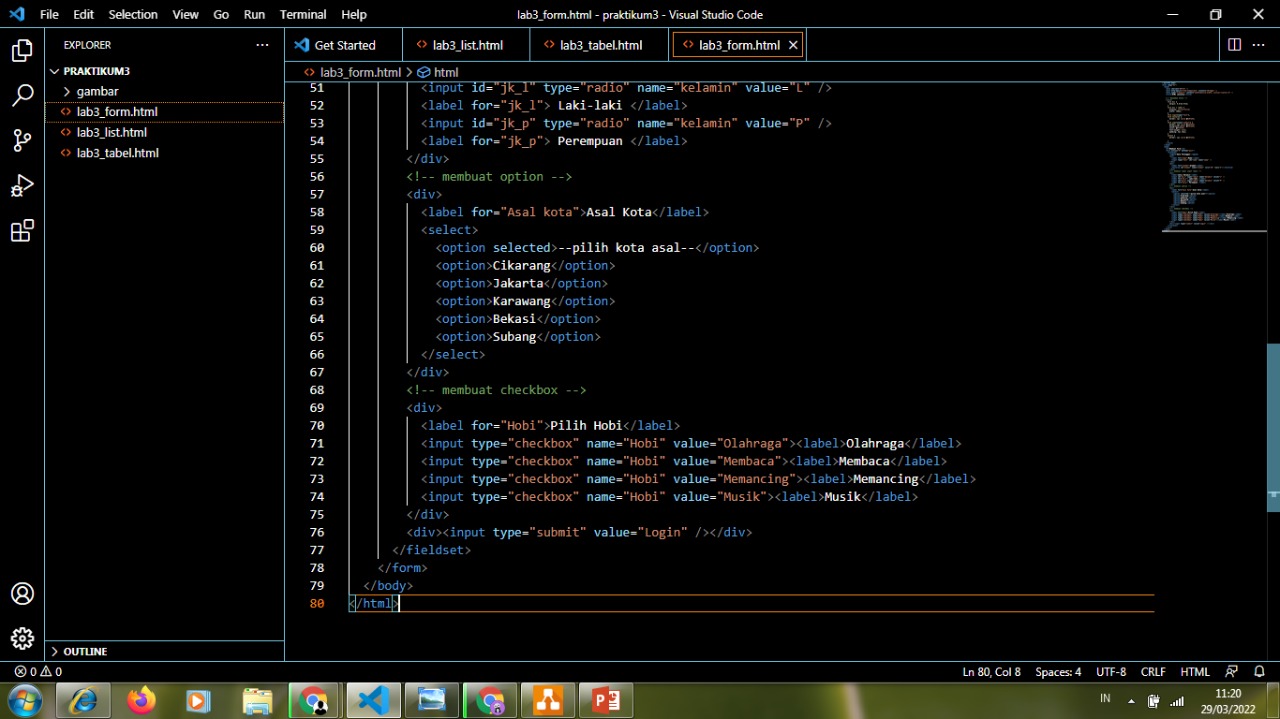 File Edit Selection View Go Run Terminal Help lab3_form.html - praktikum3 - Visual Studio Code
EXPLORER ···
Get Started <> lab3_list.html <> lab3_tabel.html <> lab3_form.html ×
PRAKTIKUM3
<> lab3_form.html > html
> gambar
<> lab3_form.html
<> lab3_list.html
<> lab3_tabel.html
51 <input id="jk_l" type="radio" name="kelamin" value="L" />
52 <label for="jk_l"> Laki-laki </label>
53 <input id="jk_p" type="radio" name="kelamin" value="P" />
54 <label for="jk_p"> Perempuan </label>
55 </div>
56 <!-- membuat option -->
57 <div>
58 <label for="Asal kota">Asal Kota</label>
59 <select>
60 <option selected>--pilih kota asal--</option>
61 <option>Cikarang</option>
62 <option>Jakarta</option>
63 <option>Karawang</option>
64 <option>Bekasi</option>
65 <option>Subang</option>
66 </select>
67 </div>
68 <!-- membuat checkbox -->
69 <div>
70 <label for="Hobi">Pilih Hobi</label>
71 <input type="checkbox" name="Hobi" value="Olahraga"><label>Olahraga</label>
72 <input type="checkbox" name="Hobi" value="Membaca"><label>Membaca</label>
73 <input type="checkbox" name="Hobi" value="Memancing"><label>Memancing</label>
74 <input type="checkbox" name="Hobi" value="Musik"><label>Musik</label>
75 </div>
76 <div><input type="submit" value="Login" /></div>
77 </fieldset>
78 </form>
79 </body>
80 </html>
OUTLINE
0 0 Ln 80, Col 8 Spaces: 4 UTF-8 CRLF HTML
IN 11:20
29/03/2022